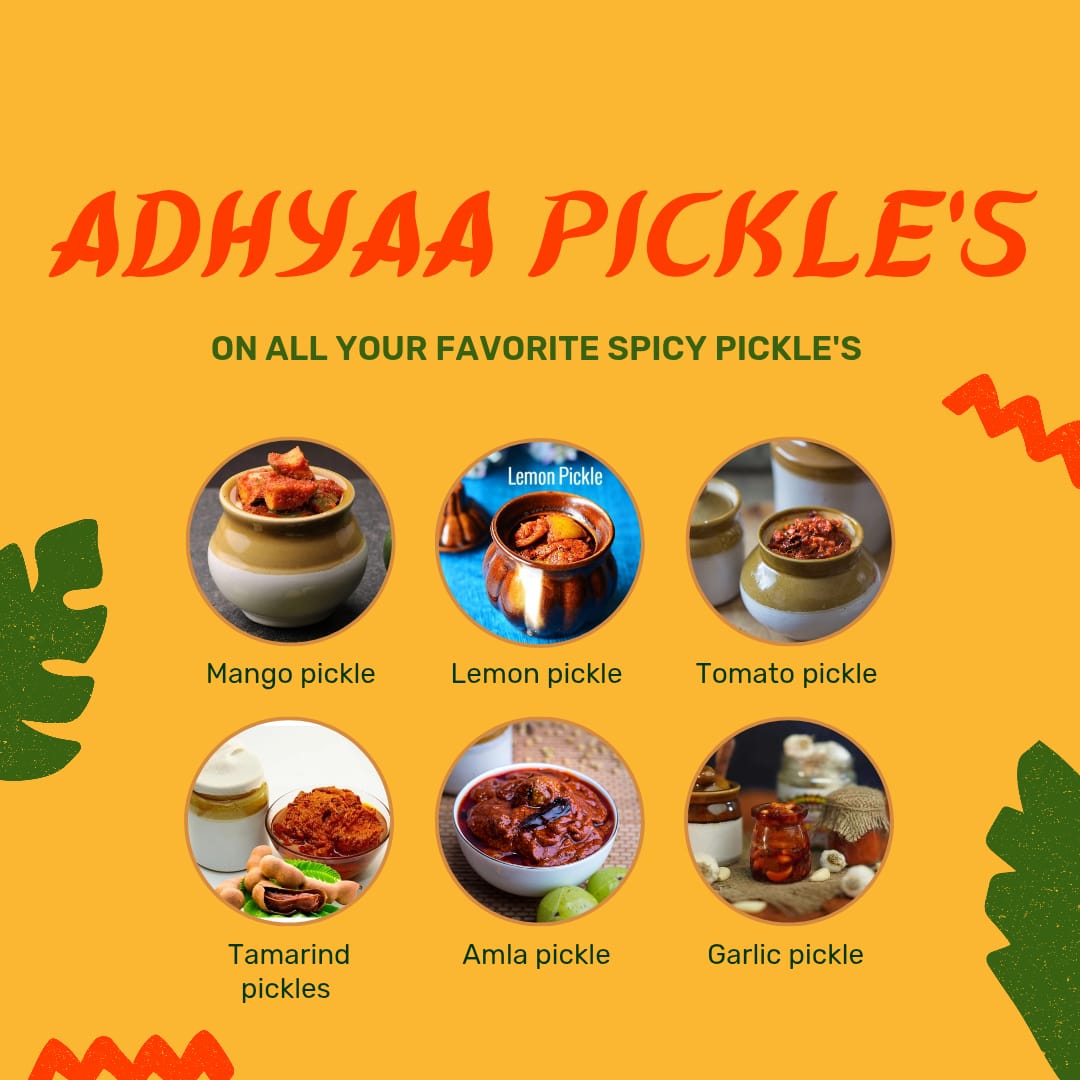 ADHYAA PICKLE'S
ON ALL YOUR FAVORITE SPICY PICKLE'S
Lemon Pickle
Mango pickle
Lemon pickle
Tomato pickle
Tamarind
pickles
Amla pickle
Garlic pickle